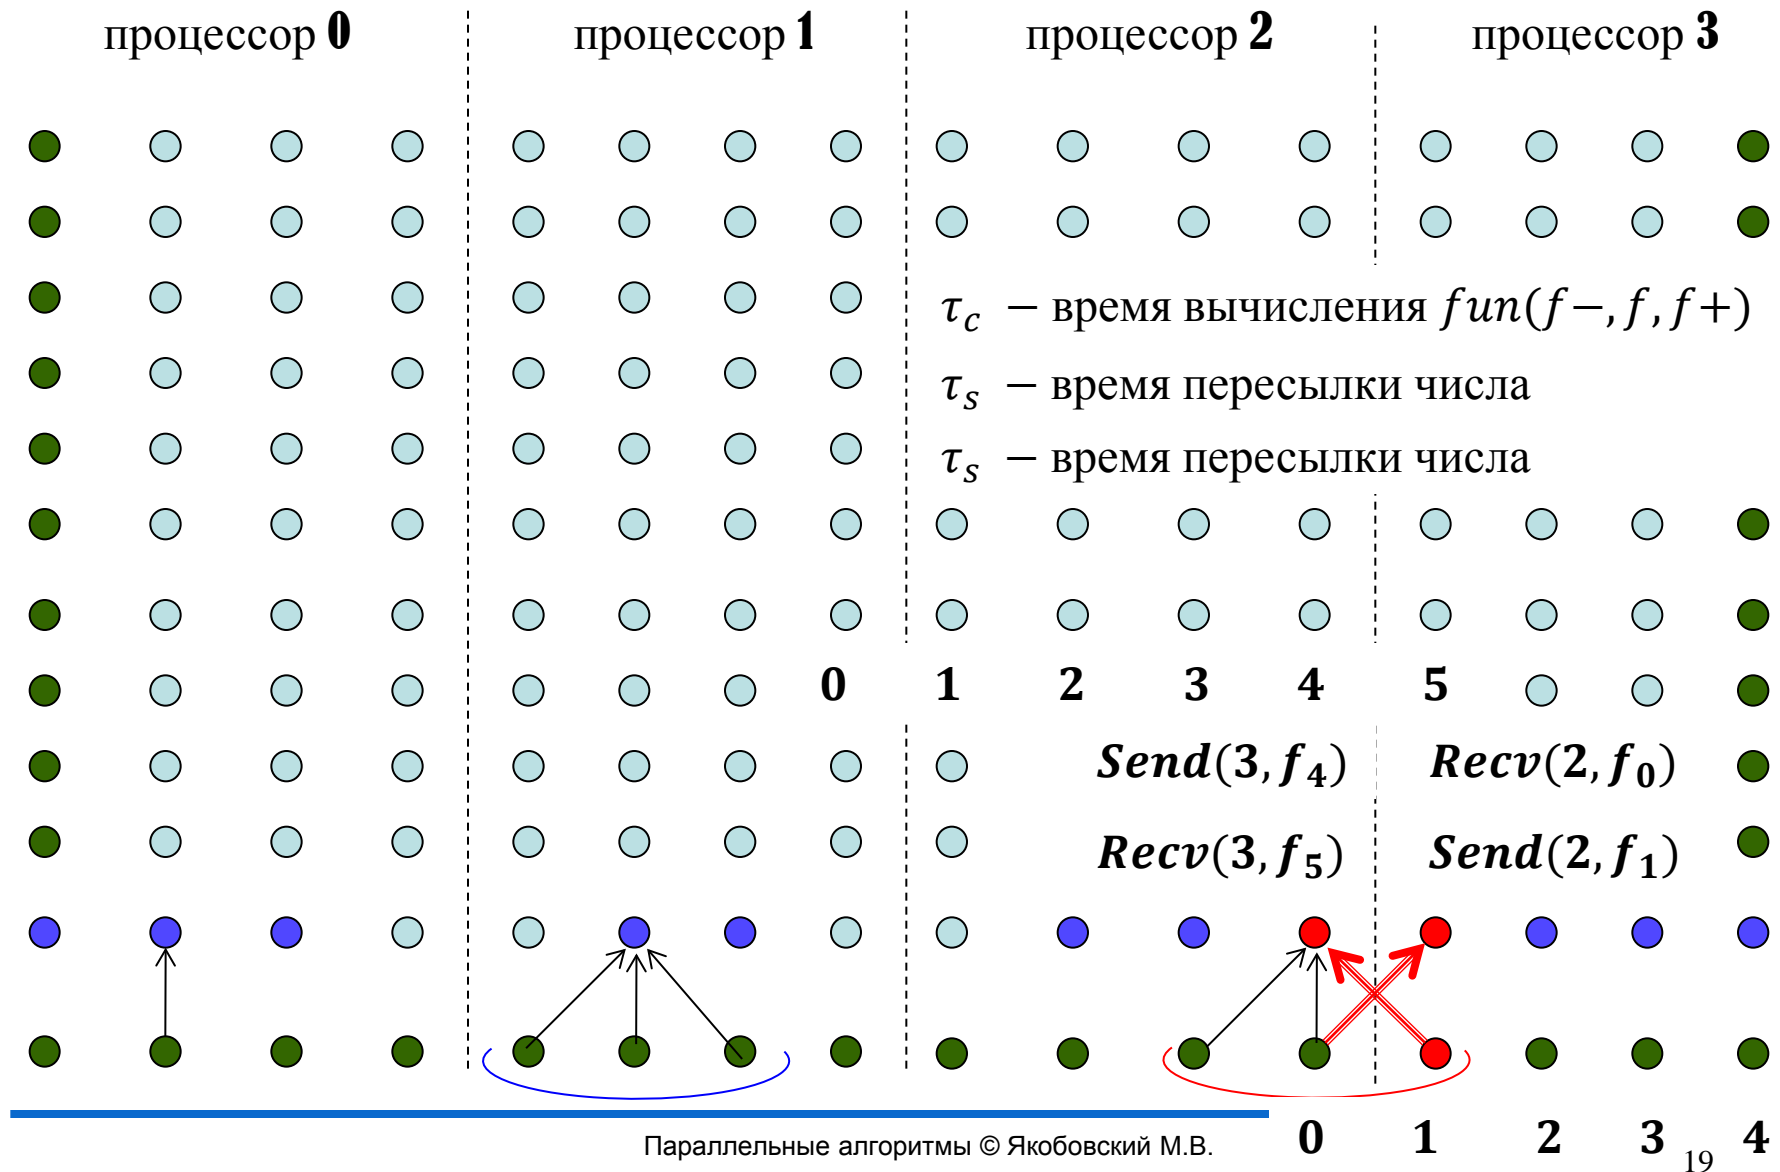 процессор 0 процессор 1 процессор 2 процессор 3
τ_c – время вычисления fun(f−, f, f+)
τ_s – время пересылки числа
τ_s – время пересылки числа
0 1 2 3 4 5
Send(3, f_4) Recv(2, f_0)
Recv(3, f_5) Send(2, f_1)
0 1 2 3 4
Параллельные алгоритмы © Якобовский М.В.
19